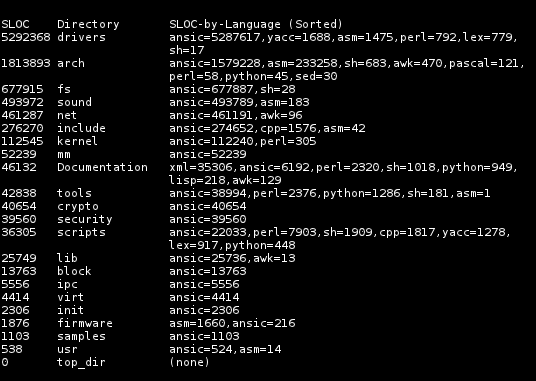 SLOC Directory SLOC-by-Language (Sorted)
5292368 drivers ansic=5287617,yacc=1688,asm=1475,perl=792,lex=779,
sh=17
1813893 arch ansic=1579228,asm=233258,sh=683,awk=470,pascal=121,
perl=58,python=45,sed=30
677915 fs ansic=677887,sh=28
493972 sound ansic=493789,asm=183
461287 net ansic=461191,awk=96
276270 include ansic=274652,cpp=1576,asm=42
112545 kernel ansic=112240,perl=305
52239 mm ansic=52239
46132 Documentation xml=35306,ansic=6192,perl=2320,sh=1018,python=949,
lisp=218,awk=129
42838 tools ansic=38994,perl=2376,python=1286,sh=181,asm=1
40654 crypto ansic=40654
39560 security ansic=39560
36305 scripts ansic=22033,perl=7903,sh=1909,cpp=1817,yacc=1278,
lex=917,python=448
25749 lib ansic=25736,awk=13
13763 block ansic=13763
5556 ipc ansic=5556
4414 virt ansic=4414
2306 init ansic=2306
1876 firmware asm=1660,ansic=216
1103 samples ansic=1103
538 usr ansic=524,asm=14
0 top_dir (none)